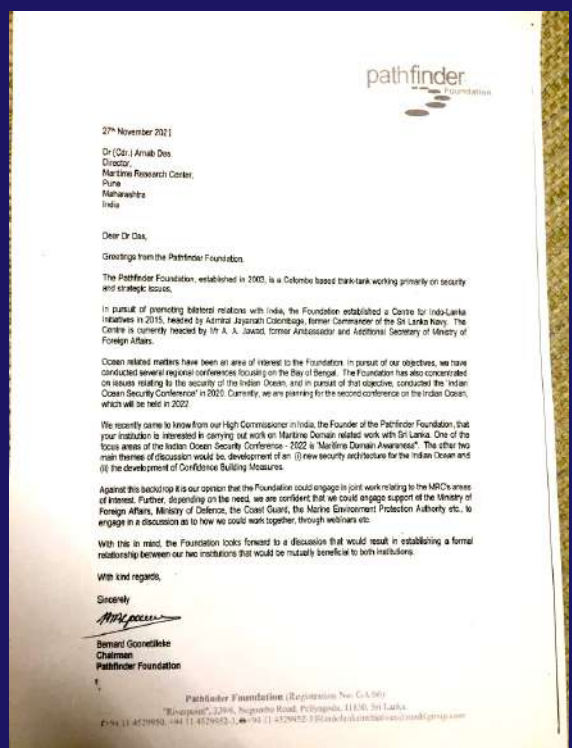 pathfinder
Foundation
27th November 2021
Dr (Cdr.) Arnab Das
Director,
Maritime Research Center,
Pune
Maharashtra
India
Dear Dr Das,
Greetings from the Pathfinder Foundation.
The Pathfinder Foundation, established in 2003, is a Colombo based think-tank working primarily on security
and strategic issues.
In pursuit of promoting bilateral relations with India, the Foundation established a Centre for Indo-Lanka
Initiatives in 2015, headed by Admiral Jayanath Colombage, former Commander of the Sri Lanka Navy. The
Centre is currently headed by Mr A. A. Jawad, former Ambassador and Additional Secretary of Ministry of
Foreign Affairs.
Ocean related matters have been an area of interest to the Foundation. In pursuit of our objectives, we have
conducted several regional conferences focusing on the Bay of Bengal. The Foundation has also concentrated
on issues relating to the security of the Indian Ocean, and in pursuit of that objective, conducted the 'Indian
Ocean Security Conference' in 2020. Currently, we are planning for the second conference on the Indian Ocean,
which will be held in 2022.
We recently came to know from our High Commissioner in India, the Founder of the Pathfinder Foundation, that
your institution is interested in carrying out work on Maritime Domain related work with Sri Lanka. One of the
focus areas of the Indian Ocean Security Conference - 2022 is "Maritime Domain Awareness". The other two
main themes of discussion would be, development of an (i) new security architecture for the Indian Ocean and
(ii) the development of Confidence Building Measures.
Against this backdrop it is our opinion that the Foundation could engage in joint work relating to the MRC's areas
of interest. Further, depending on the need, we are confident that we could engage support of the Ministry of
Foreign Affairs, Ministry of Defence, the Coast Guard, the Marine Environment Protection Authority etc., to
engage in a discussion as to how we could work together, through webinars etc.
With this in mind, the Foundation looks forward to a discussion that would result in establishing a formal
relationship between our two institutions that would be mutually beneficial to both institutions.
With kind regards,
Sincerely
Bernard Goonetilleke
Chairman
Pathfinder Foundation
Pathfinder Foundation (Registration No: GA
"Riverpoint", Negombo Road, Peliyagoda, 11830, Sri Lanka.
+94 11 4529950, +94 11 4529952-3,